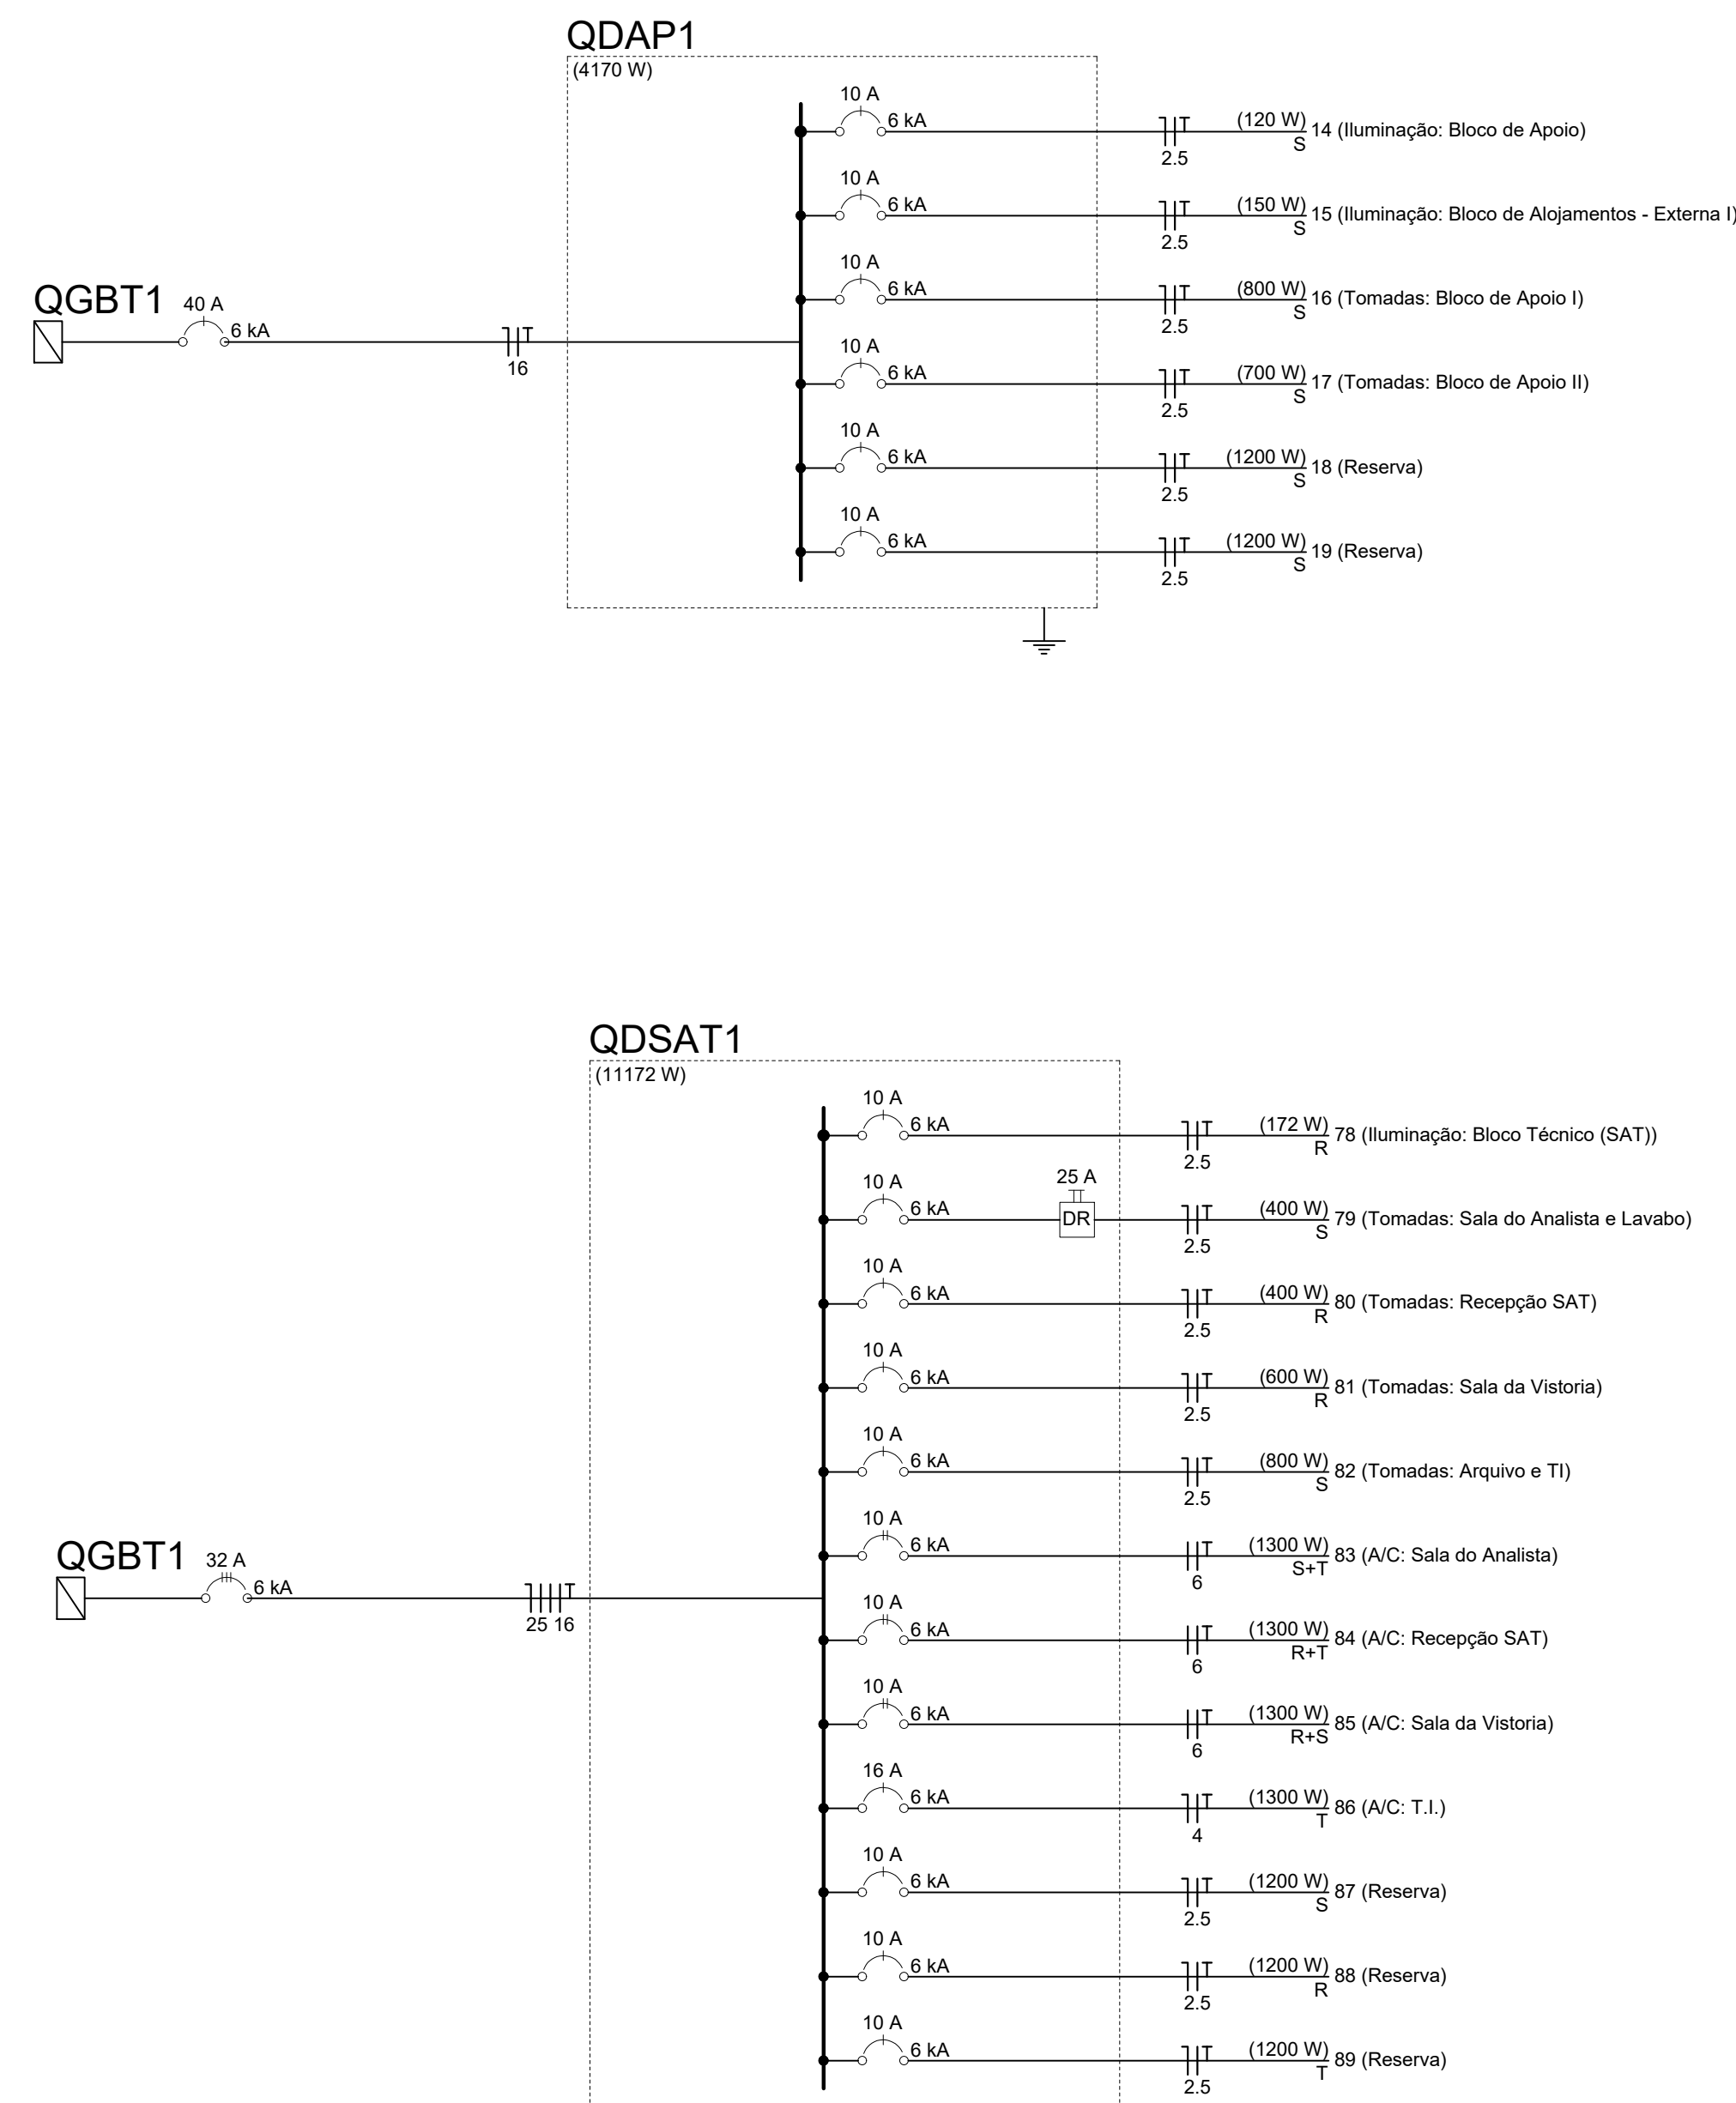 QDAP1
(4170 W)
10 A
6 kA
2.5
(120 W)
S
14 (Iluminação: Bloco de Apoio)
10 A
6 kA
2.5
(150 W)
S
15 (Iluminação: Bloco de Alojamentos - Externa I)
10 A
6 kA
2.5
(800 W)
S
16 (Tomadas: Bloco de Apoio I)
QGBT1
40 A
6 kA
16
10 A
6 kA
2.5
(700 W)
S
17 (Tomadas: Bloco de Apoio II)
10 A
6 kA
2.5
(1200 W)
S
18 (Reserva)
10 A
6 kA
2.5
(1200 W)
S
19 (Reserva)
QDSAT1
(11172 W)
10 A
6 kA
2.5
(172 W)
R
78 (Iluminação: Bloco Técnico (SAT))
10 A
6 kA
25 A
DR
2.5
(400 W)
S
79 (Tomadas: Sala do Analista e Lavabo)
10 A
6 kA
2.5
(400 W)
R
80 (Tomadas: Recepção SAT)
10 A
6 kA
2.5
(600 W)
R
81 (Tomadas: Sala da Vistoria)
10 A
6 kA
2.5
(800 W)
S
82 (Tomadas: Arquivo e TI)
10 A
6 kA
6
(1300 W)
S+T
83 (A/C: Sala do Analista)
QGBT1
32 A
6 kA
25 16
10 A
6 kA
6
(1300 W)
R+T
84 (A/C: Recepção SAT)
10 A
6 kA
6
(1300 W)
R+S
85 (A/C: Sala da Vistoria)
16 A
6 kA
4
(1300 W)
T
86 (A/C: T.I.)
10 A
6 kA
2.5
(1200 W)
S
87 (Reserva)
10 A
6 kA
2.5
(1200 W)
R
88 (Reserva)
10 A
6 kA
2.5
(1200 W)
T
89 (Reserva)